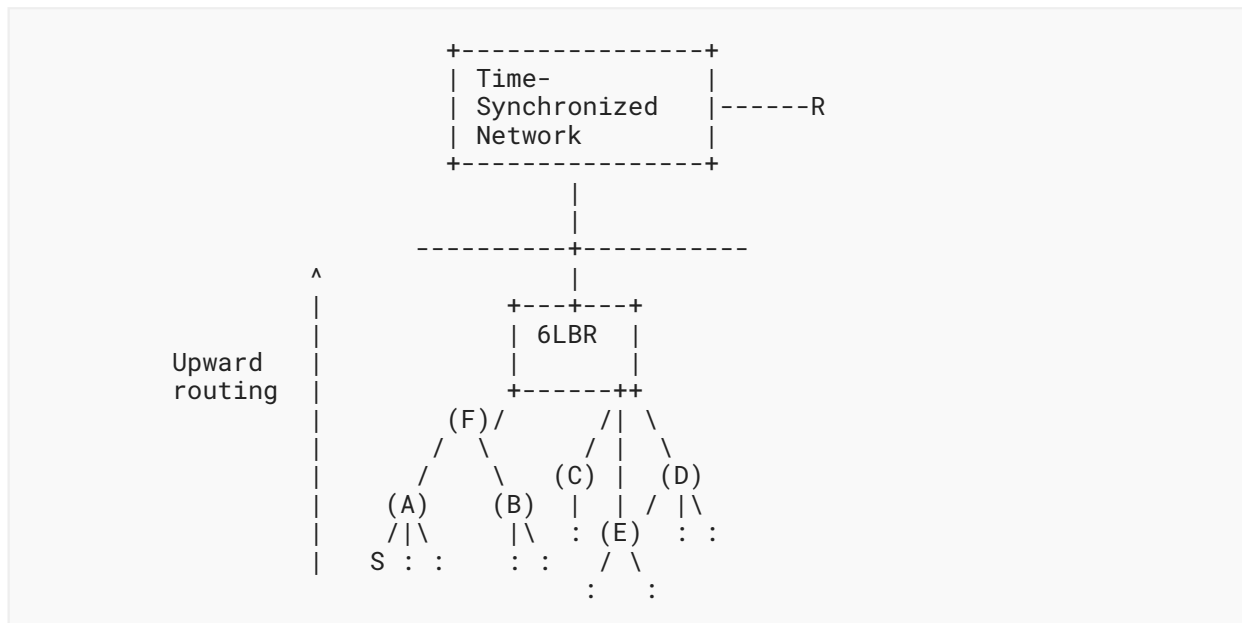 +----------------+
| Time-          |
| Synchronized   |------R
| Network        |
+----------------+
|
|
----------+-----------
^ |
| +---+---+
| | 6LBR |
Upward | | |
routing | +------++
| (F)/ /| \
| / \ / | \
| / \ (C) | (D)
| (A) (B) | | / |\
| /|\ |\ : (E) : :
| S : : : : / \
: :